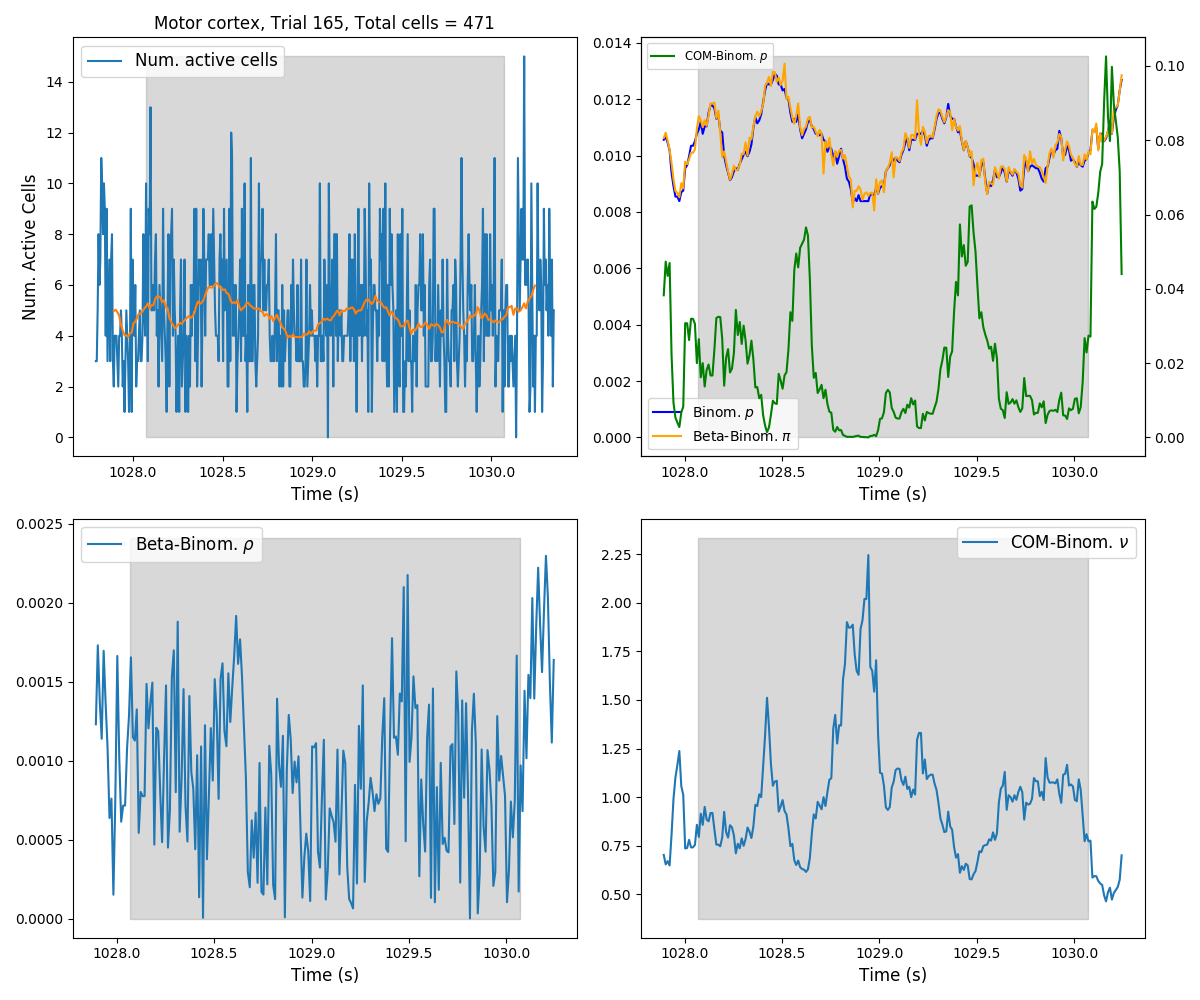 Motor cortex, Trial 165, Total cells = 471
Num. active cells
Num. Active Cells
14
12
10
8
6
4
2
0
1028.0 1028.5 1029.0 1029.5 1030.0
Time (s)
COM-Binom. p
0.014
0.012
0.010
0.008
0.006
0.004
0.002
0.000
0.10
0.08
0.06
0.04
0.02
0.00
Binom. p
Beta-Binom. π
1028.0 1028.5 1029.0 1029.5 1030.0
Time (s)
Beta-Binom. ρ
0.0025
0.0020
0.0015
0.0010
0.0005
0.0000
1028.0 1028.5 1029.0 1029.5 1030.0
Time (s)
COM-Binom. ν
2.25
2.00
1.75
1.50
1.25
1.00
0.75
0.50
1028.0 1028.5 1029.0 1029.5 1030.0
Time (s)